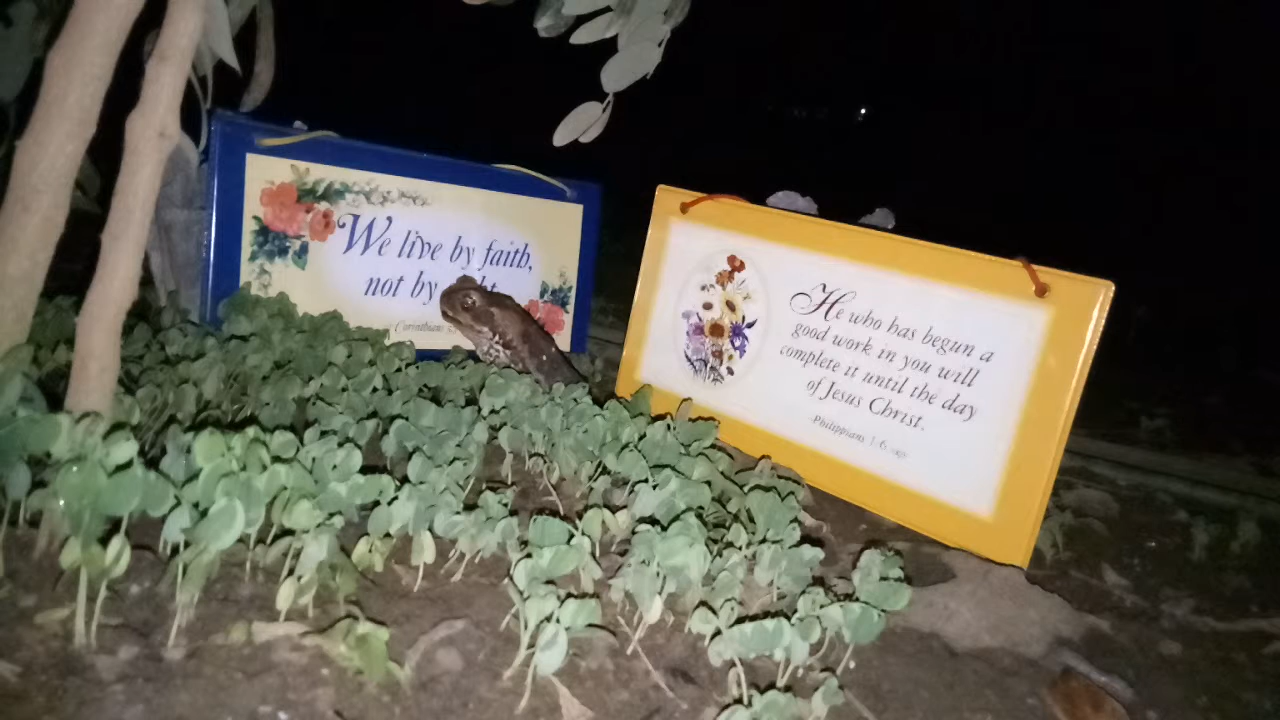 We live by faith,
not by
Corinthians
He who has begun a
good work in you will
complete it until the day
of Jesus Christ.
-Philippians 1:6,